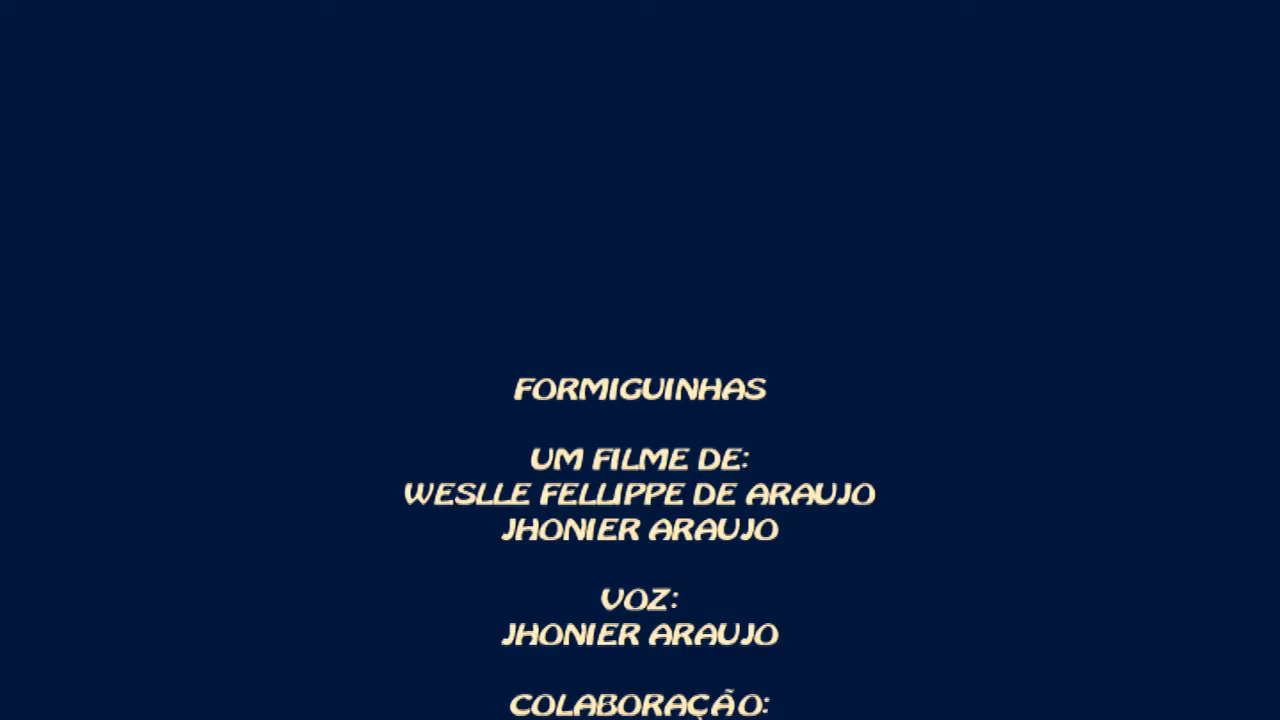 FORMIGUINHAS
UM FILME DE:
WESLLE FELLIPPE DE ARAUJO
JHONIER ARAUJO
VOZ:
JHONIER ARAUJO
COLABORAÇÃO: